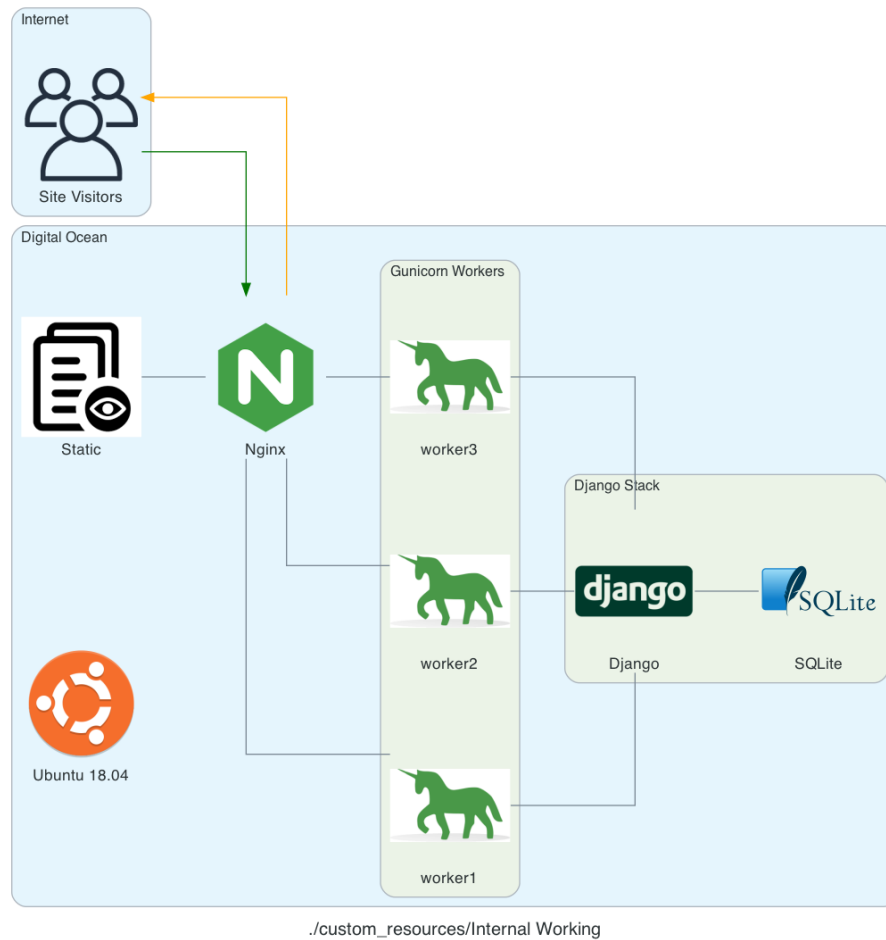 Internet
Site Visitors
Digital Ocean
Gunicorn Workers
Static
N
Nginx
worker3
Django Stack
django
SQLite
worker2
Django
SQLite
Ubuntu 18.04
worker1
./custom_resources/Internal Working